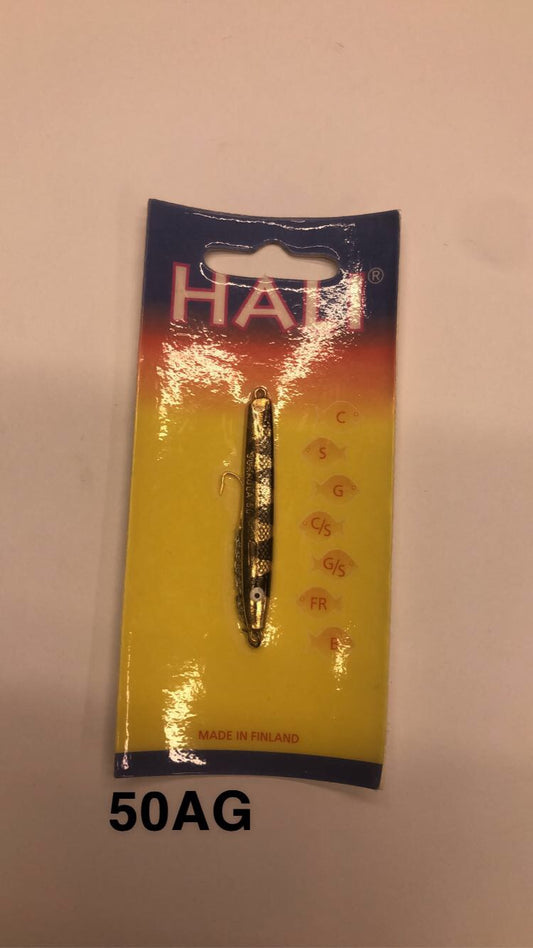 HALI®
C
S
G
C/S
G/S
FR
MADE IN FINLAND
50AG